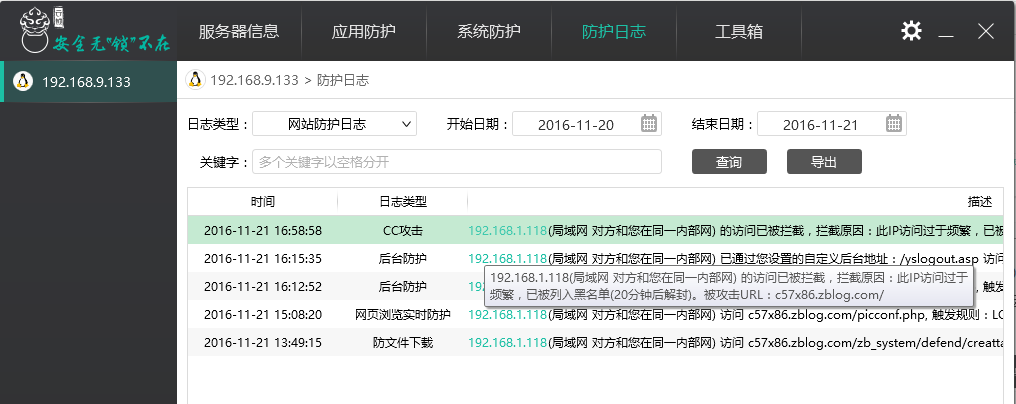 安全无"锁"不在
服务器信息 应用防护 系统防护 防护日志 工具箱
192.168.9.133
192.168.9.133 > 防护日志
日志类型： 网站防护日志 开始日期： 2016-11-20 结束日期： 2016-11-21
关键字： 多个关键字以空格分开 查询 导出
时间 日志类型 描述
2016-11-21 16:58:58 CC攻击 192.168.1.118(局域网 对方和您在同一内部网) 的访问已被拦截，拦截原因：此IP访问过于频繁，已被
2016-11-21 16:15:35 后台防护 192.168.1.118(局域网 对方和您在同一内部网) 已通过您设置的自定义后台地址：/yslogout.asp 访问
192.168.1.118(局域网 对方和您在同一内部网) 的访问已被拦截，拦截原因：此IP访问过于
频繁，已被列入黑名单(20分钟后解封)。被攻击URL：c57x86.zblog.com/
2016-11-21 16:12:52 后台防护 192.168.1.118 触发
2016-11-21 15:08:20 网页浏览实时防护 192.168.1.118(局域网 对方和您在同一内部网) 访问 c57x86.zblog.com/picconf.php, 触发规则：LO
2016-11-21 13:49:15 防文件下载 192.168.1.118(局域网 对方和您在同一内部网) 访问 c57x86.zblog.com/zb_system/defend/creatta